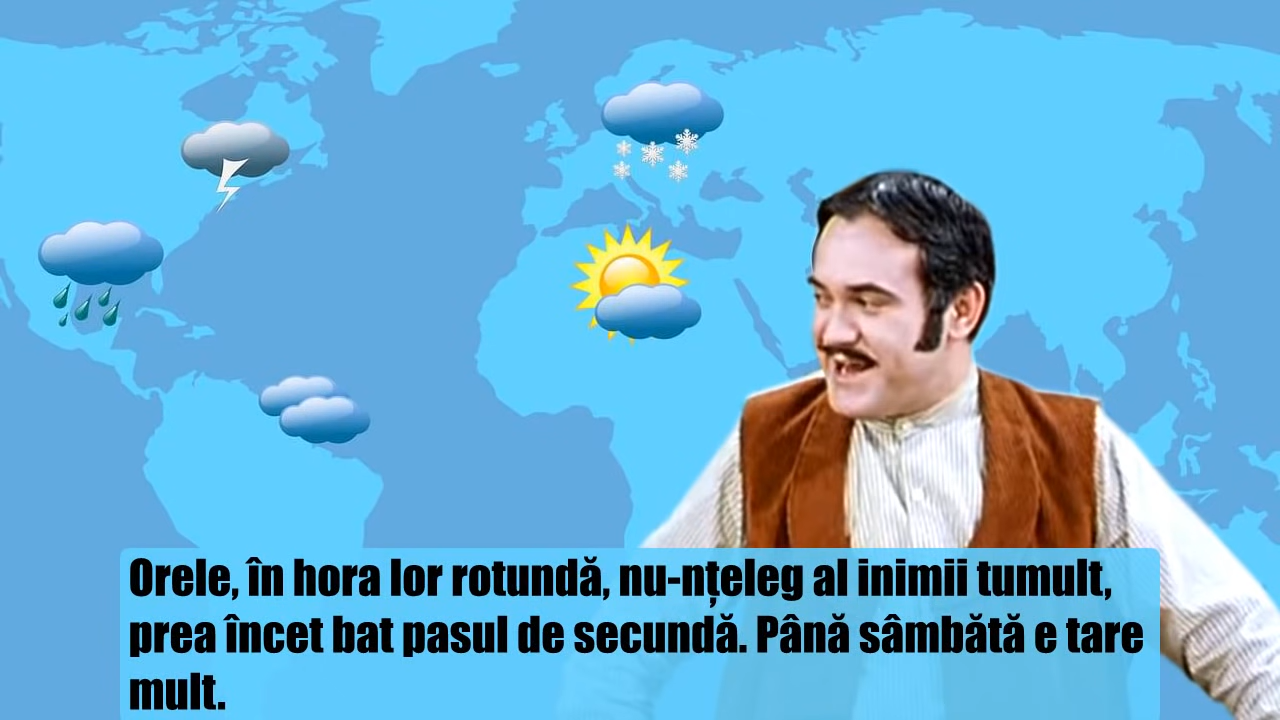 Orele, în hora lor rotundă, nu-nțeleg al inimii tumult,
prea încet bat pasul de secundă. Până sâmbătă e tare
mult.